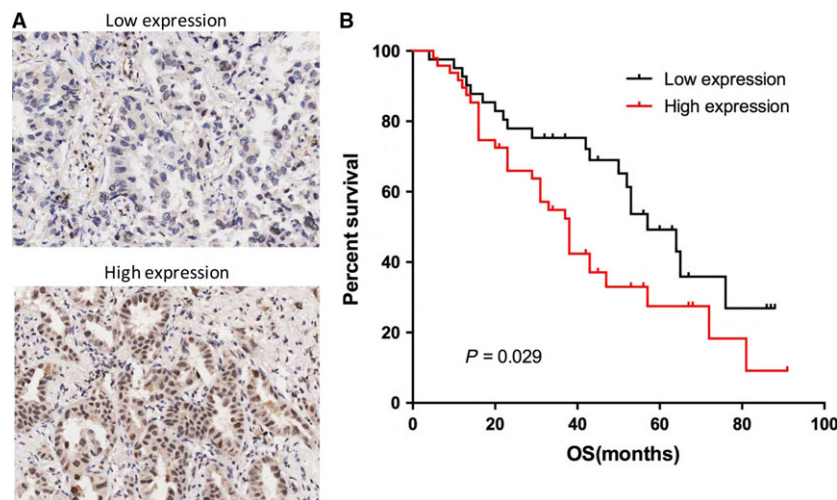 A
Low expression
High expression
B
100
80
60
40
20
0
Percent survival
Low expression
High expression
P = 0.029
0 20 40 60 80 100
OS(months)